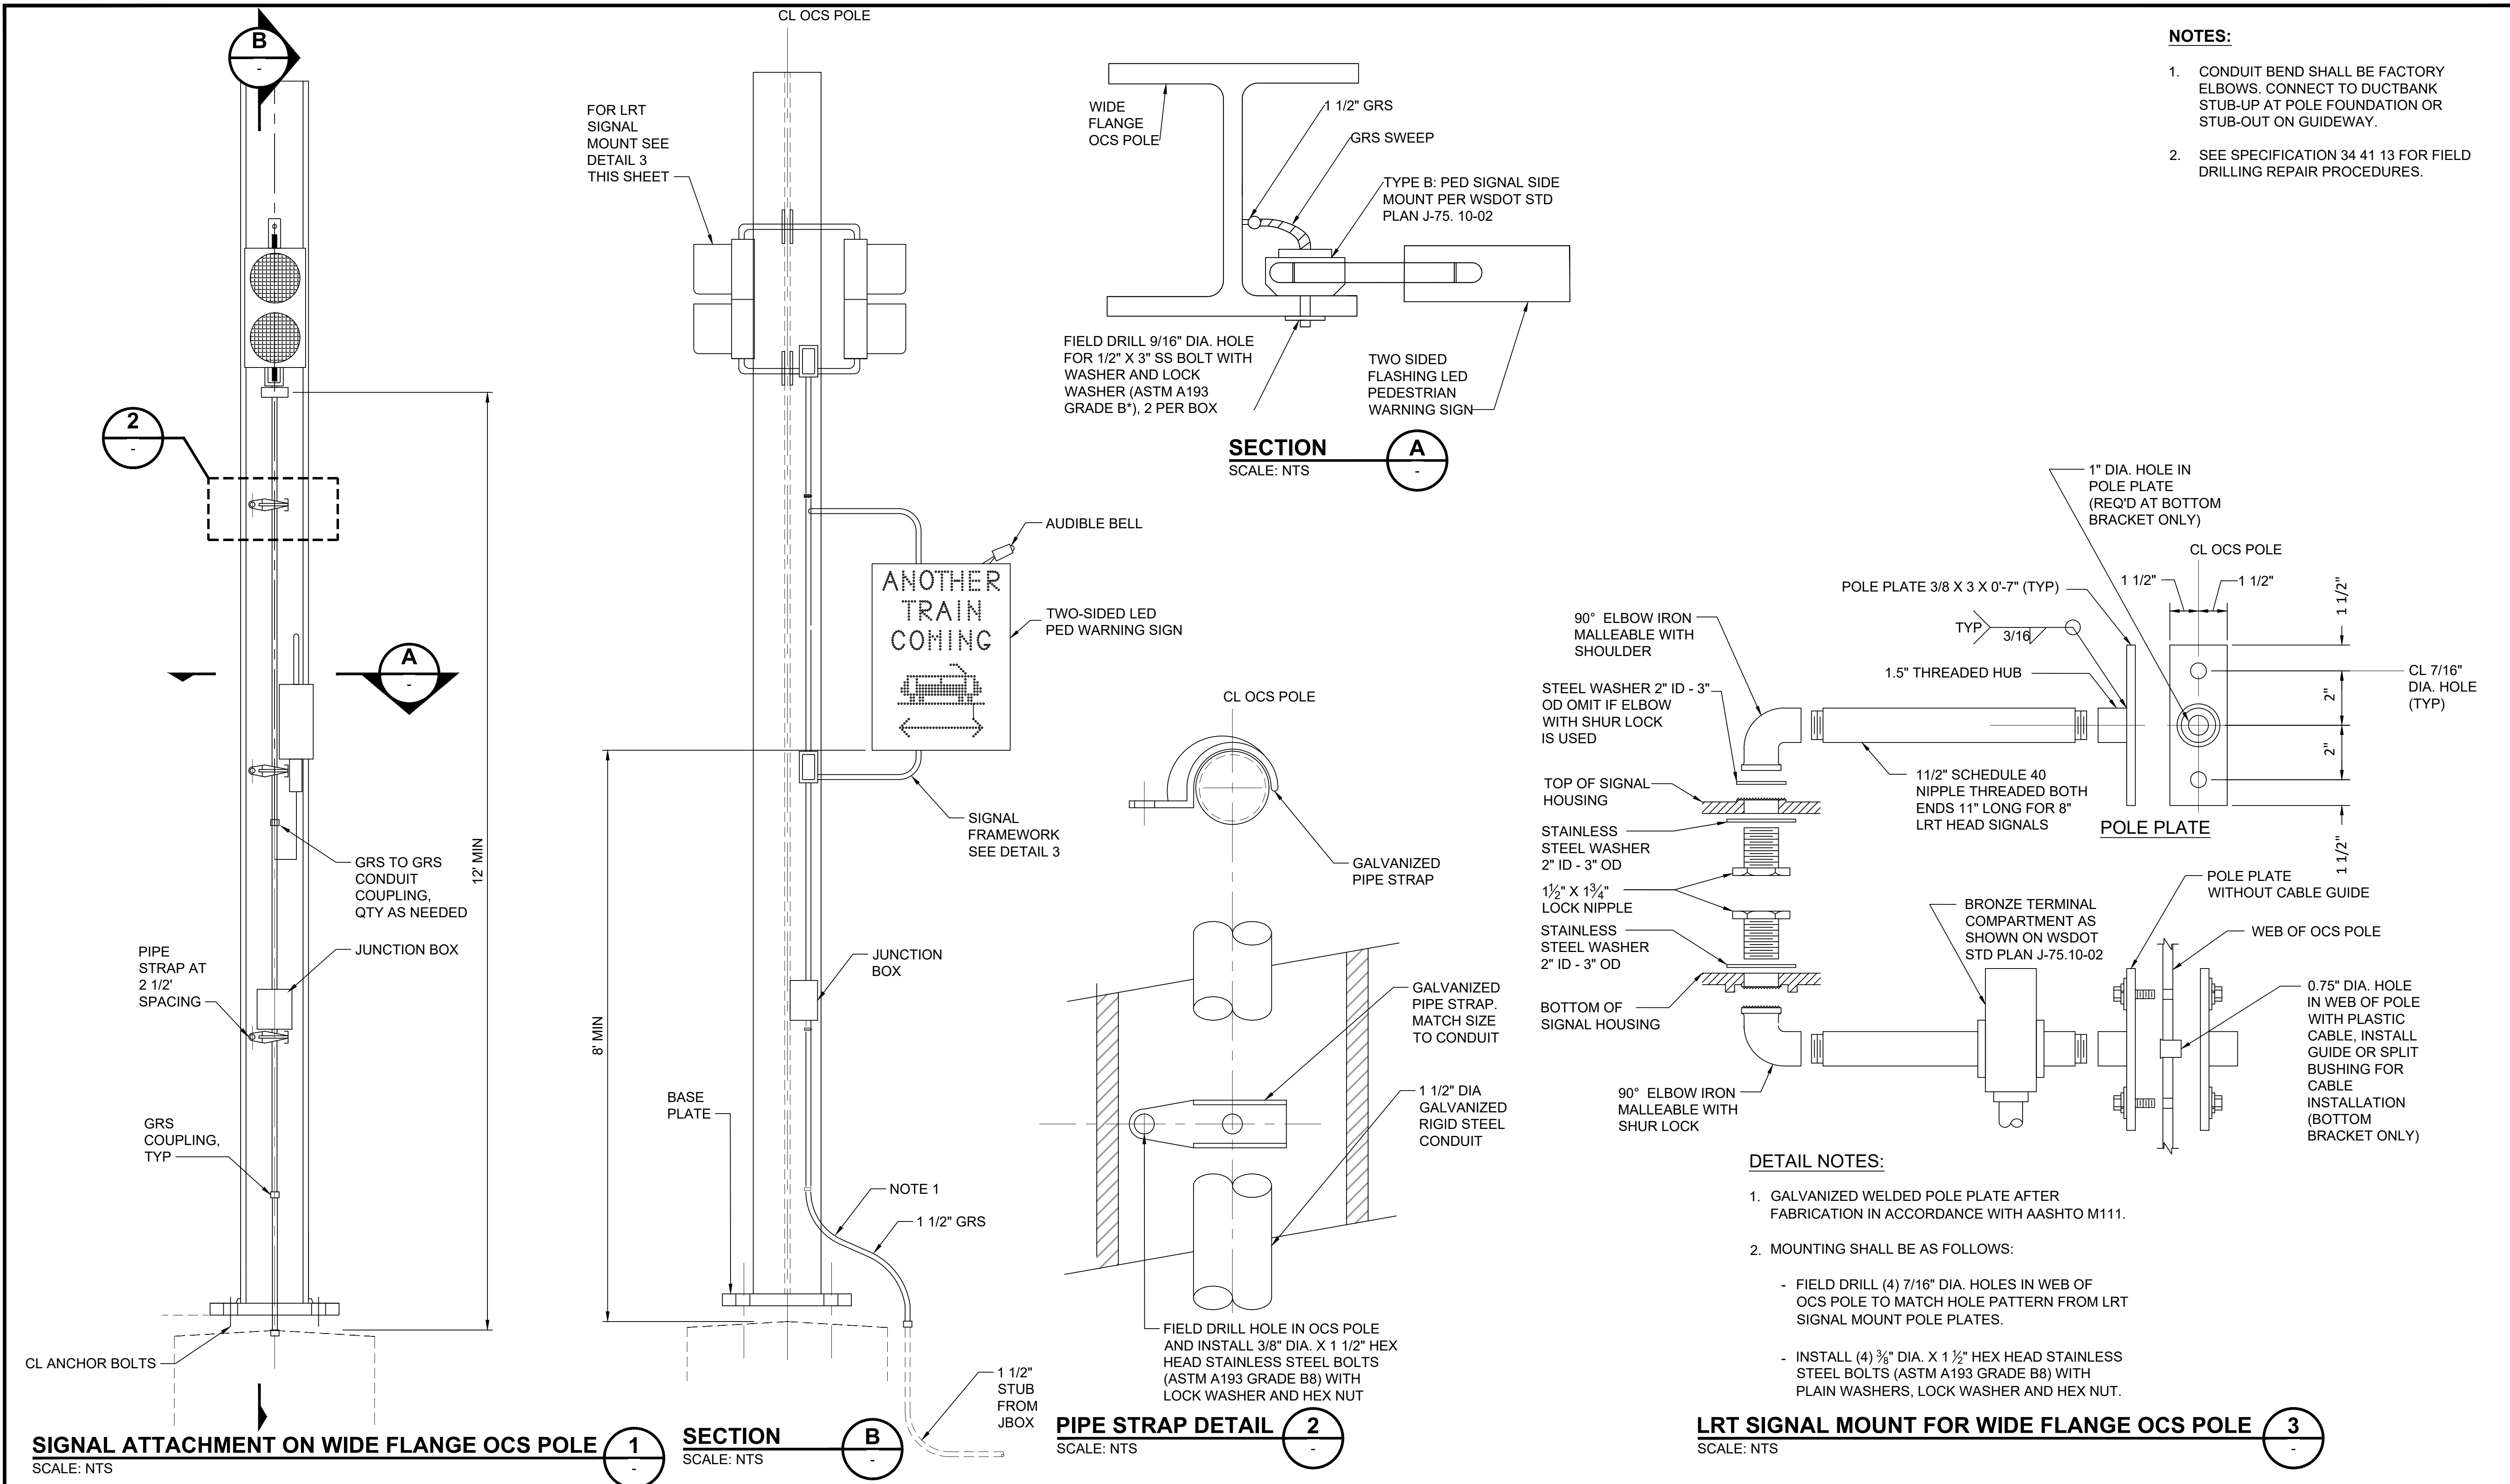 B
-
CL OCS POLE
FOR LRT
SIGNAL
MOUNT SEE
DETAIL 3
THIS SHEET
WIDE
FLANGE
OCS POLE
1 1/2" GRS
GRS SWEEP
TYPE B: PED SIGNAL SIDE
MOUNT PER WSDOT STD
PLAN J-75. 10-02
FIELD DRILL 9/16" DIA. HOLE
FOR 1/2" X 3" SS BOLT WITH
WASHER AND LOCK
WASHER (ASTM A193
GRADE B*), 2 PER BOX
TWO SIDED
FLASHING LED
PEDESTRIAN
WARNING SIGN
SECTION
SCALE: NTS
A
-
NOTES:
1. CONDUIT BEND SHALL BE FACTORY
ELBOWS. CONNECT TO DUCTBANK
STUB-UP AT POLE FOUNDATION OR
STUB-OUT ON GUIDEWAY.
2. SEE SPECIFICATION 34 41 13 FOR FIELD
DRILLING REPAIR PROCEDURES.
2
-
A
-
12' MIN
GRS TO GRS
CONDUIT
COUPLING,
QTY AS NEEDED
JUNCTION BOX
PIPE
STRAP AT
2 1/2'
SPACING
GRS
COUPLING,
TYP
CL ANCHOR BOLTS
SIGNAL ATTACHMENT ON WIDE FLANGE OCS POLE
SCALE: NTS
1
-
AUDIBLE BELL
ANOTHER
TRAIN
COMING
TWO-SIDED LED
PED WARNING SIGN
SIGNAL
FRAMEWORK
SEE DETAIL 3
8' MIN
JUNCTION
BOX
BASE
PLATE
NOTE 1
1 1/2" GRS
1 1/2"
STUB
FROM
JBOX
SECTION
SCALE: NTS
B
-
CL OCS POLE
GALVANIZED
PIPE STRAP
GALVANIZED
PIPE STRAP.
MATCH SIZE
TO CONDUIT
1 1/2" DIA
GALVANIZED
RIGID STEEL
CONDUIT
FIELD DRILL HOLE IN OCS POLE
AND INSTALL 3/8" DIA. X 1 1/2" HEX
HEAD STAINLESS STEEL BOLTS
(ASTM A193 GRADE B8) WITH
LOCK WASHER AND HEX NUT
PIPE STRAP DETAIL
SCALE: NTS
2
-
1" DIA. HOLE IN
POLE PLATE
(REQ'D AT BOTTOM
BRACKET ONLY)
CL OCS POLE
POLE PLATE 3/8 X 3 X 0'-7" (TYP)
1 1/2"
1 1/2"
1 1/2"
TYP
3/16
1.5" THREADED HUB
2"
2"
1 1/2"
CL 7/16"
DIA. HOLE
(TYP)
90° ELBOW IRON
MALLEABLE WITH
SHOULDER
STEEL WASHER 2" ID - 3"
OD OMIT IF ELBOW
WITH SHUR LOCK
IS USED
TOP OF SIGNAL
HOUSING
STAINLESS
STEEL WASHER
2" ID - 3" OD
1½" X 1¾"
LOCK NIPPLE
STAINLESS
STEEL WASHER
2" ID - 3" OD
BOTTOM OF
SIGNAL HOUSING
90° ELBOW IRON
MALLEABLE WITH
SHUR LOCK
11/2" SCHEDULE 40
NIPPLE THREADED BOTH
ENDS 11" LONG FOR 8"
LRT HEAD SIGNALS
POLE PLATE
BRONZE TERMINAL
COMPARTMENT AS
SHOWN ON WSDOT
STD PLAN J-75.10-02
POLE PLATE
WITHOUT CABLE GUIDE
WEB OF OCS POLE
0.75" DIA. HOLE
IN WEB OF POLE
WITH PLASTIC
CABLE, INSTALL
GUIDE OR SPLIT
BUSHING FOR
CABLE
INSTALLATION
(BOTTOM
BRACKET ONLY)
DETAIL NOTES:
1. GALVANIZED WELDED POLE PLATE AFTER
FABRICATION IN ACCORDANCE WITH AASHTO M111.
2. MOUNTING SHALL BE AS FOLLOWS:
- FIELD DRILL (4) 7/16" DIA. HOLES IN WEB OF
OCS POLE TO MATCH HOLE PATTERN FROM LRT
SIGNAL MOUNT POLE PLATES.
- INSTALL (4) ⅜" DIA. X 1 ½" HEX HEAD STAINLESS
STEEL BOLTS (ASTM A193 GRADE B8) WITH
PLAIN WASHERS, LOCK WASHER AND HEX NUT.
LRT SIGNAL MOUNT FOR WIDE FLANGE OCS POLE
SCALE: NTS
3
-